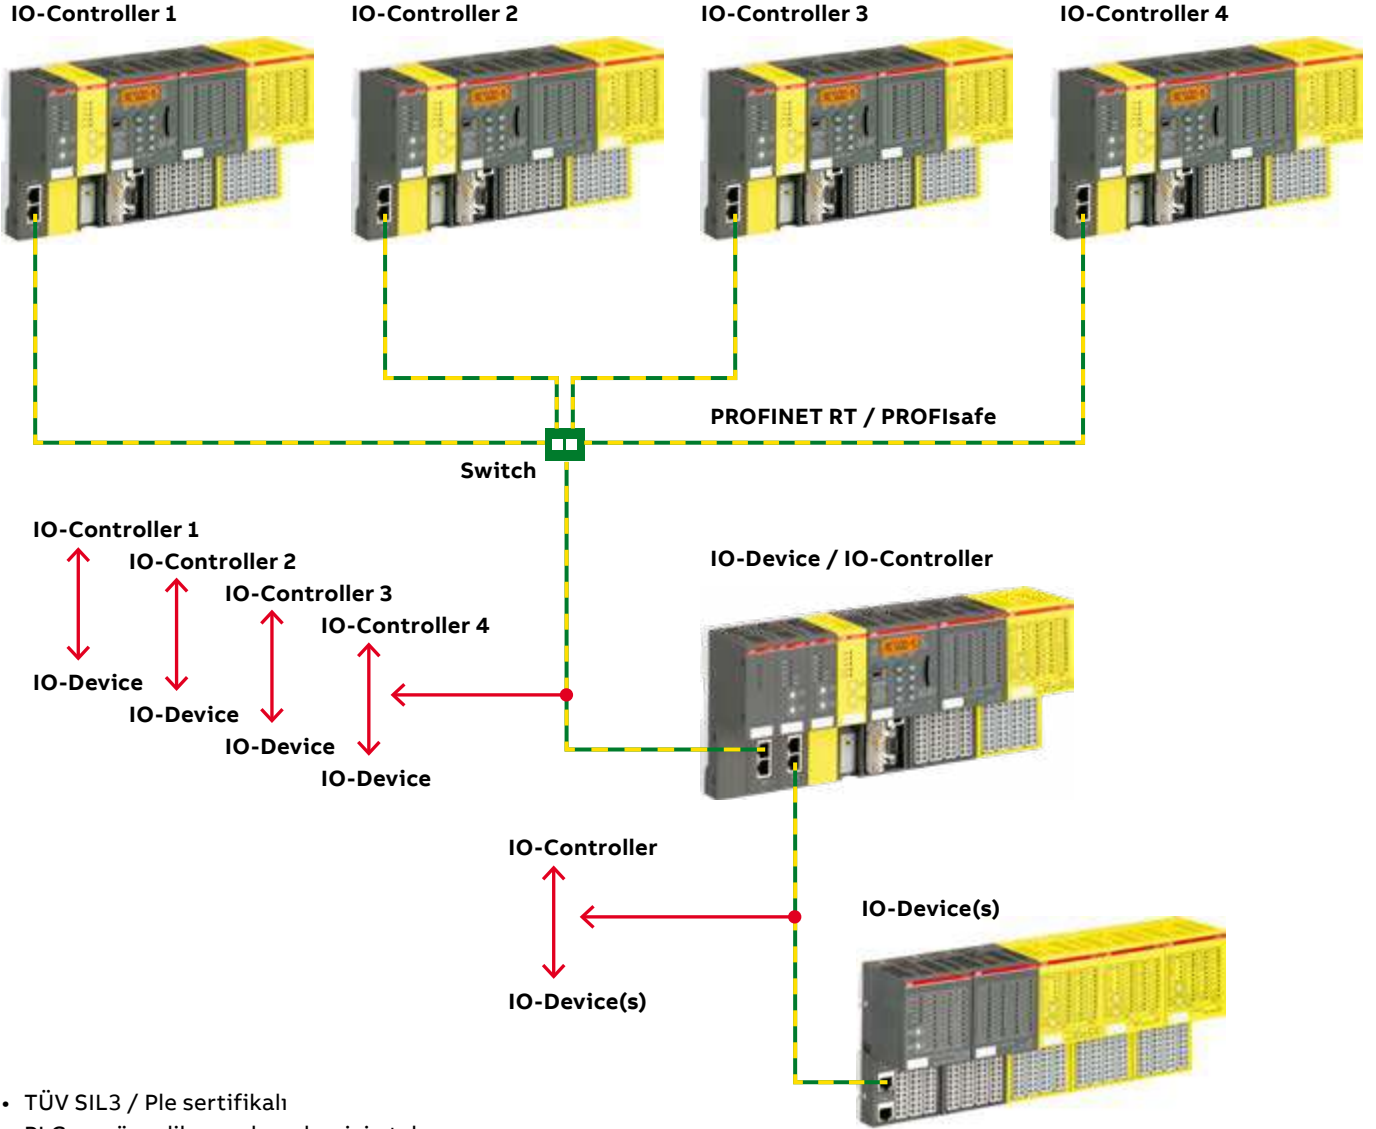 IO-Controller 1
IO-Controller 2
IO-Controller 3
IO-Controller 4
PROFINET RT / PROFIsafe
Switch
IO-Controller 1
IO-Controller 2
IO-Controller 3
IO-Controller 4
IO-Device
IO-Device
IO-Device
IO-Device
IO-Device / IO-Controller
IO-Controller
IO-Device(s)
IO-Device(s)
• TÜV SIL3 / Ple sertifikalı